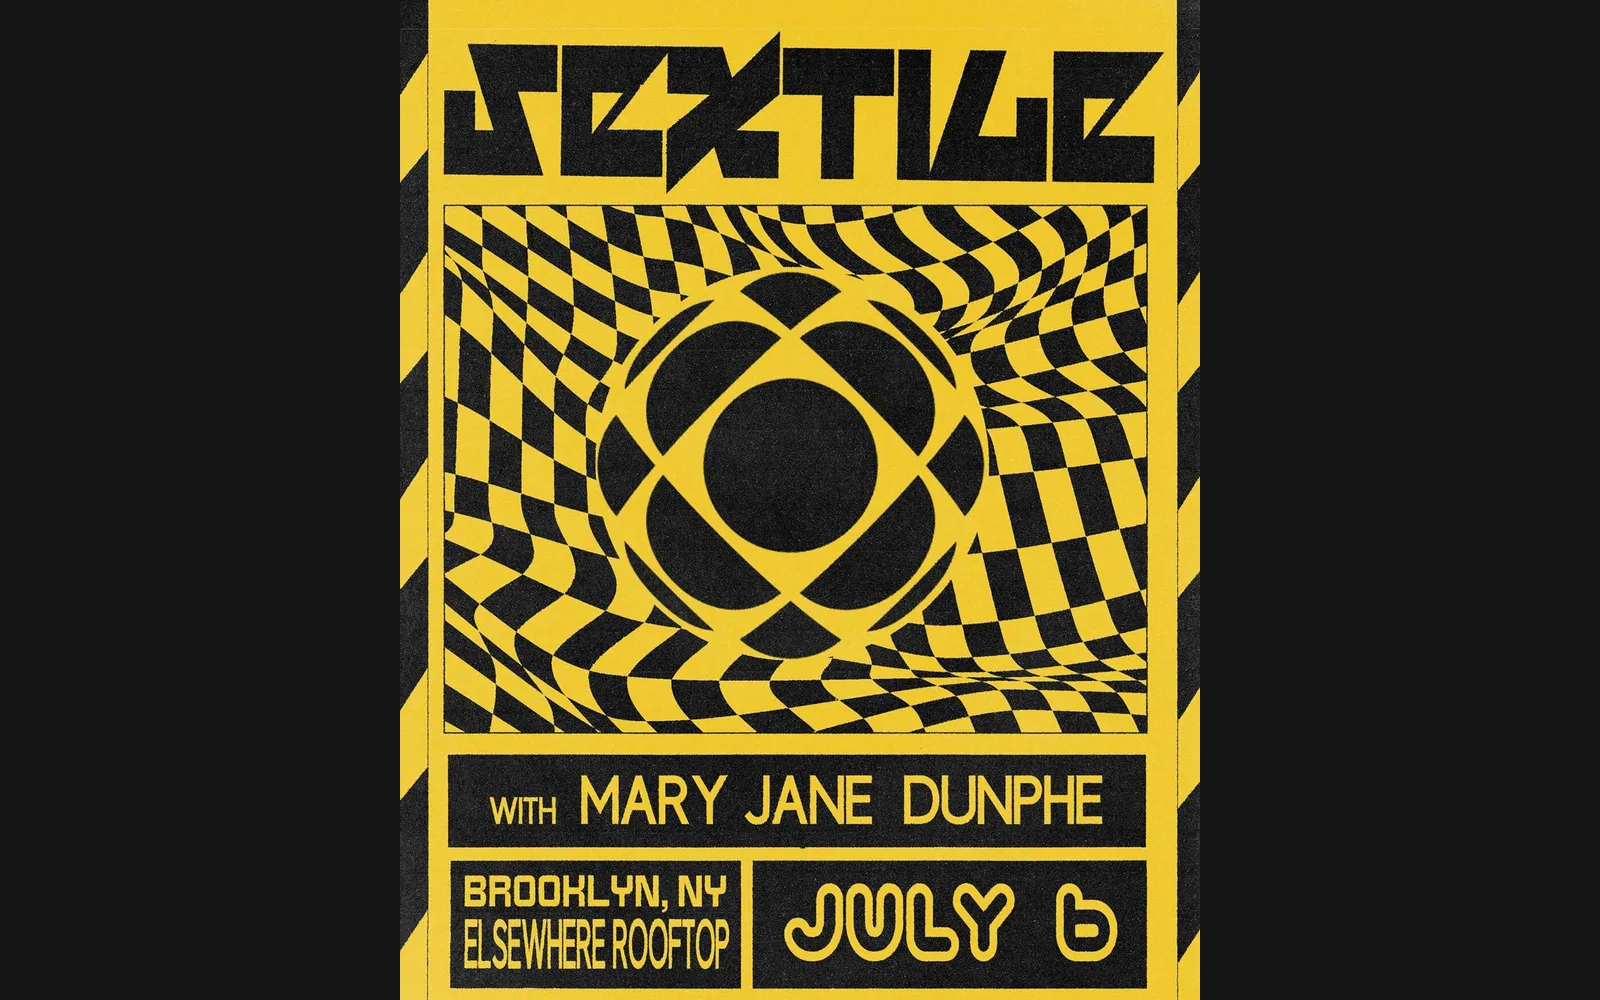 SEXTILE
WITH MARY JANE DUNPHE
BROOKLYN, NY
ELSEWHERE ROOFTOP
JULY 6